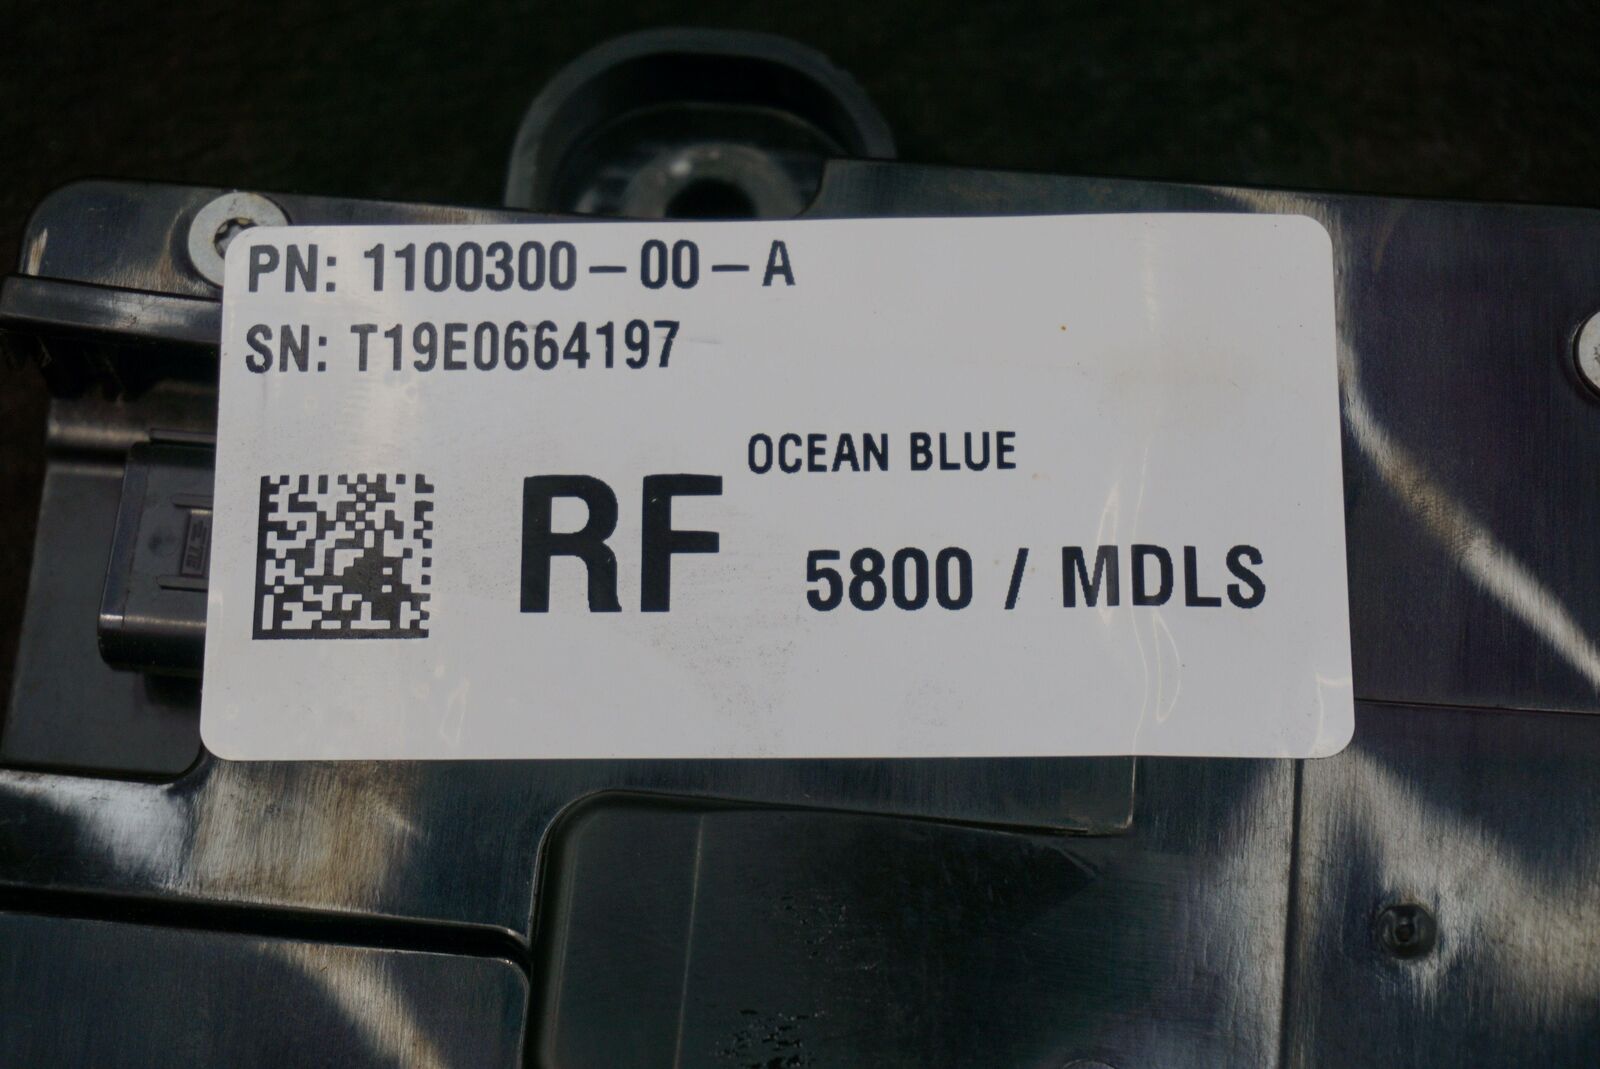 PN: 1100300-00-A
SN: T19E0664197
OCEAN BLUE
RF
5800 / MDLS